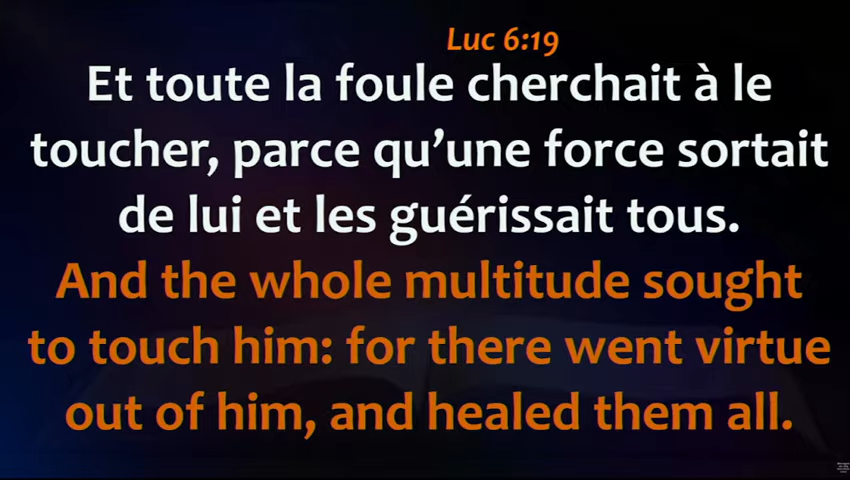 Luc 6:19
Et toute la foule cherchait à le
toucher, parce qu’une force sortait
de lui et les guérissait tous.
And the whole multitude sought
to touch him: for there went virtue
out of him, and healed them all.